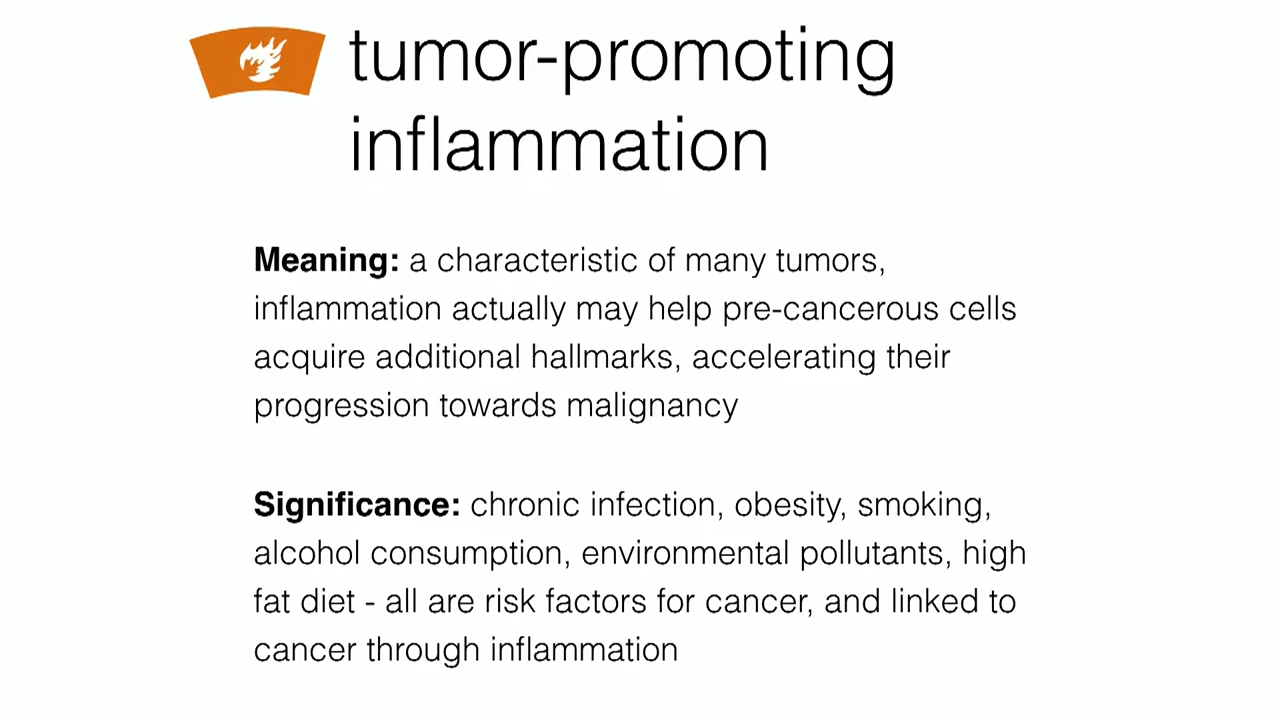 tumor-promoting
inflammation
Meaning: a characteristic of many tumors,
inflammation actually may help pre-cancerous cells
acquire additional hallmarks, accelerating their
progression towards malignancy
Significance: chronic infection, obesity, smoking,
alcohol consumption, environmental pollutants, high
fat diet - all are risk factors for cancer, and linked to
cancer through inflammation